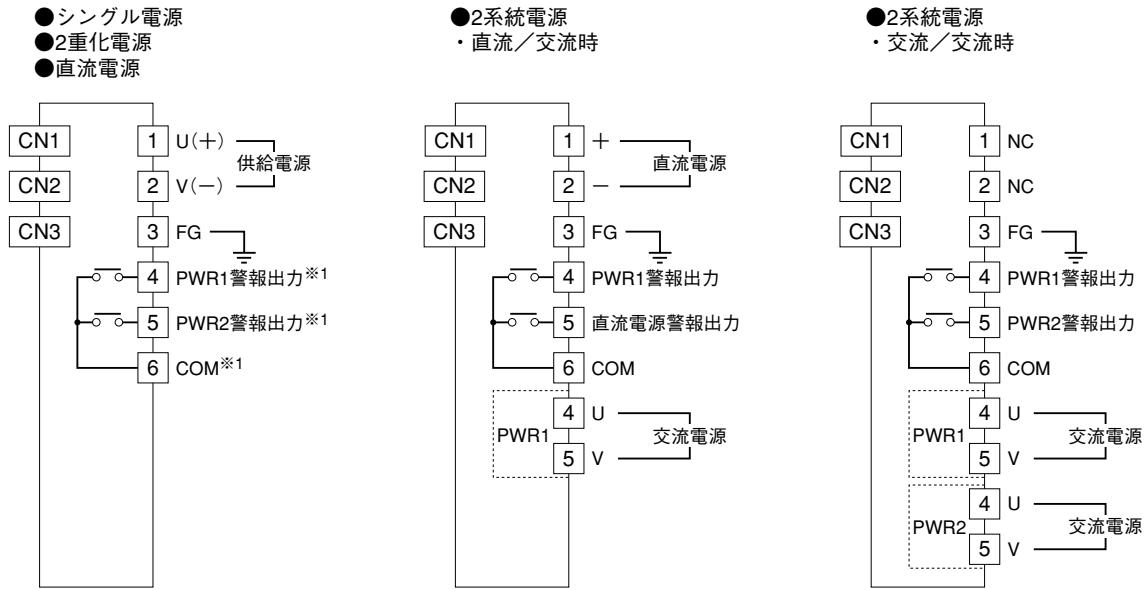 ●シングル電源
●2重化電源
●直流電源
CN1
1 U(+)
供給電源
CN2
2 V(−)
CN3
3 FG
4 PWR1警報出力※1
5 PWR2警報出力※1
6 COM※1
●2系統電源
・直流／交流時
CN1
1 +
直流電源
CN2
2 −
CN3
3 FG
4 PWR1警報出力
5 直流電源警報出力
6 COM
4 U
PWR1
交流電源
5 V
●2系統電源
・交流／交流時
CN1
1 NC
CN2
2 NC
CN3
3 FG
4 PWR1警報出力
5 PWR2警報出力
6 COM
4 U
PWR1
交流電源
5 V
4 U
PWR2
交流電源
5 V